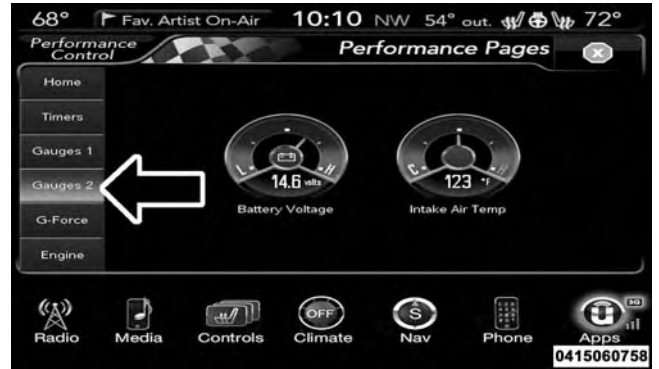 68° Fav. Artist On-Air 10:10 NW 54° out. 72°
Performance Control
Performance Pages
Home
Timers
Gauges 1
Gauges 2
G-Force
Engine
L H
14.6 volts
Battery Voltage
C H
123 °F
Intake Air Temp
OFF
S
3G
Radio Media Controls Climate Nav Phone Apps
0415060758